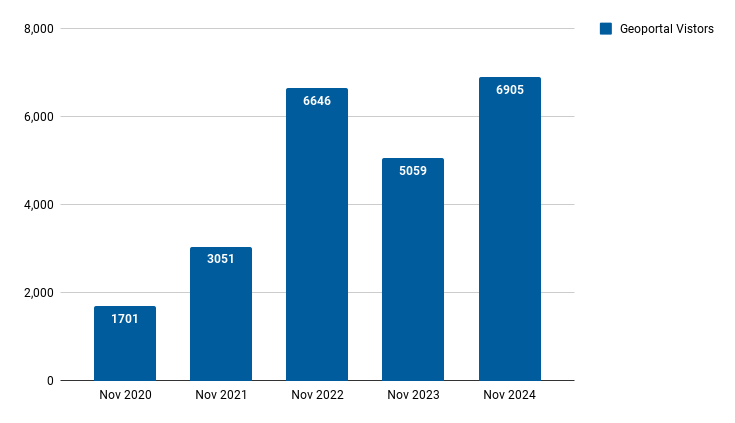 8,000
6,000
4,000
2,000
0
Geoportal Vistors
1701
3051
6646
5059
6905
Nov 2020
Nov 2021
Nov 2022
Nov 2023
Nov 2024